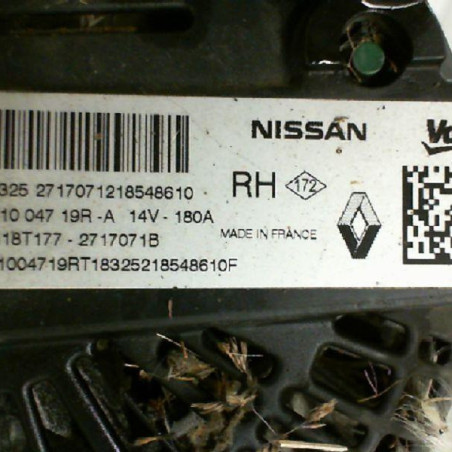 NISSAN
325 2717071218548610
RH 172
10 047 19R -A 14V - 180A
18T177 - 2717071B
MADE IN FRANCE
1004719RT18325218548610F